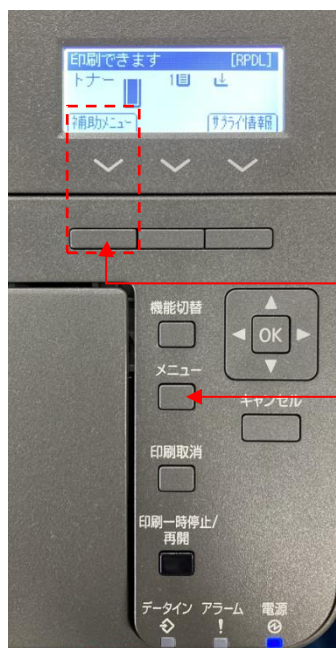 印刷できます [RPDL]
トナー 1
補助メニュー サプライ情報
機能切替
OK
メニュー
キャンセル
印刷取消
印刷一時停止/
再開
データイン アラーム 電源